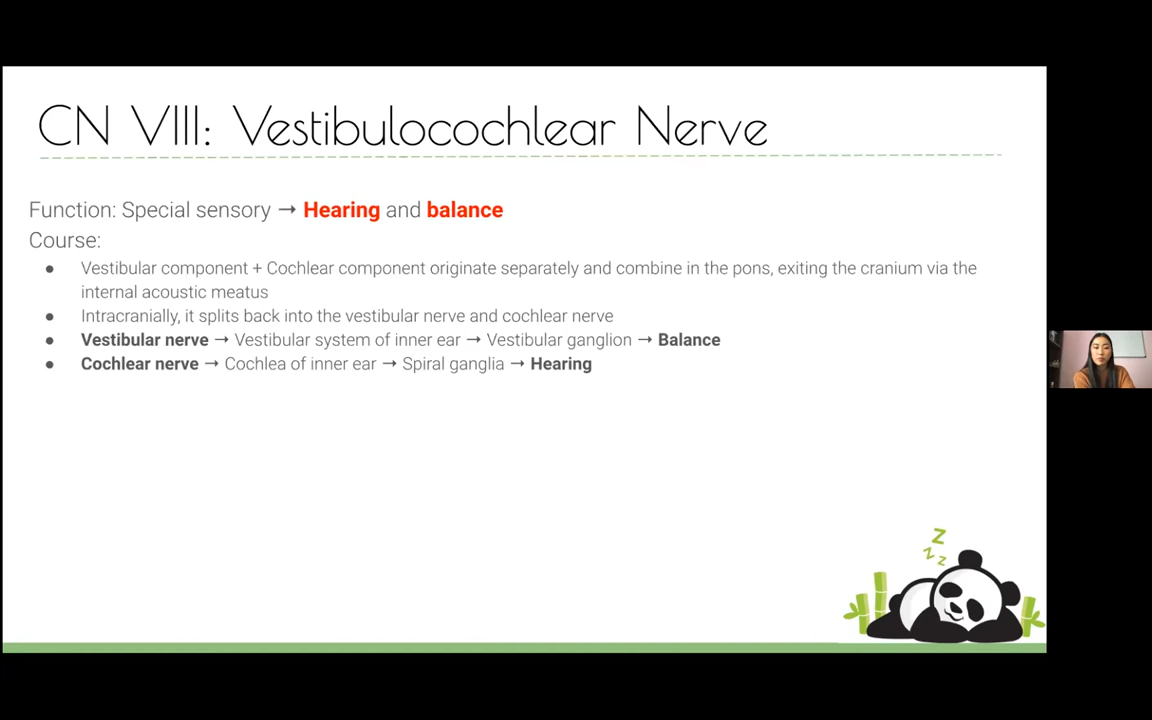 CN VIII: Vestibulocochlear Nerve
Function: Special sensory → Hearing and balance
Course:
● Vestibular component + Cochlear component originate separately and combine in the pons, exiting the cranium via the
internal acoustic meatus
● Intracranially, it splits back into the vestibular nerve and cochlear nerve
● Vestibular nerve → Vestibular system of inner ear → Vestibular ganglion → Balance
● Cochlear nerve → Cochlea of inner ear → Spiral ganglia → Hearing
Z
Z Z